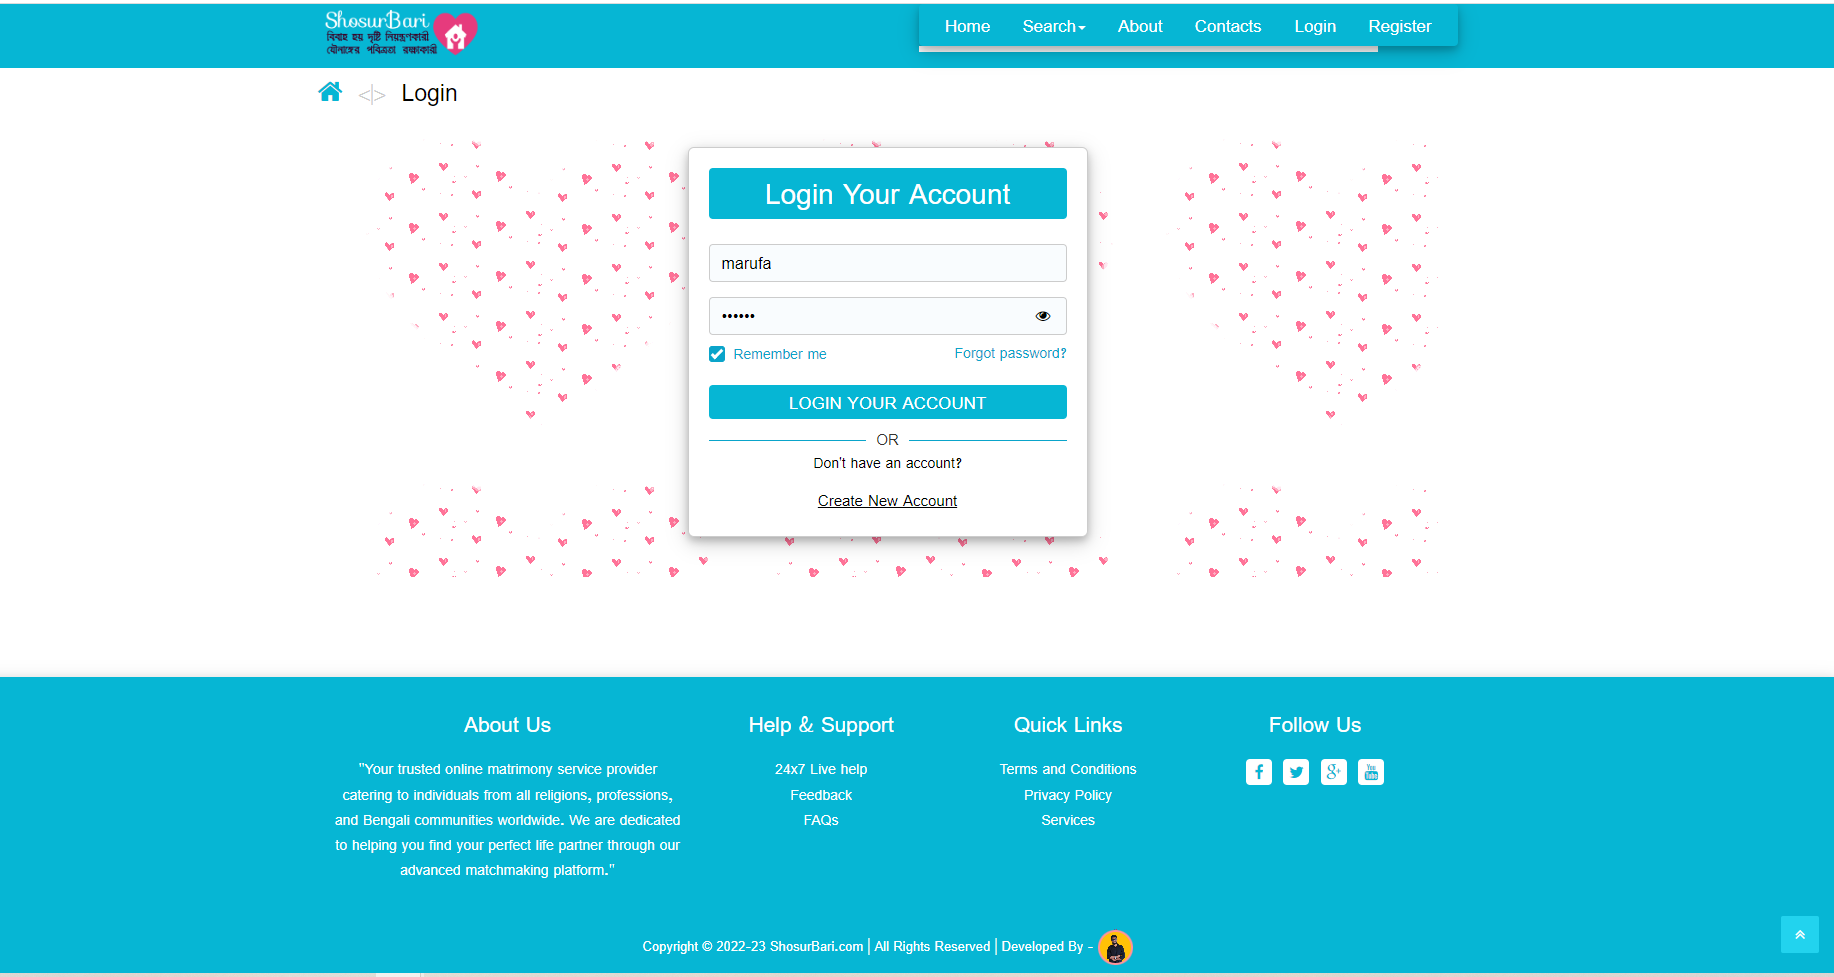 ShosurBari
বিবাহ হয় দৃষ্টি নিয়ন্ত্রণকারী
যৌনাঙ্গের পবিত্রতা রক্ষাকারী
Home Search About Contacts Login Register
<|> Login
Login Your Account
marufa
••••••
Remember me Forgot password?
LOGIN YOUR ACCOUNT
OR
Don't have an account?
Create New Account
About Us
"Your trusted online matrimony service provider
catering to individuals from all religions, professions,
and Bengali communities worldwide. We are dedicated
to helping you find your perfect life partner through our
advanced matchmaking platform."
Help & Support
24x7 Live help
Feedback
FAQs
Quick Links
Terms and Conditions
Privacy Policy
Services
Follow Us
f g+ You Tube
Copyright © 2022-23 ShosurBari.com | All Rights Reserved | Developed By -